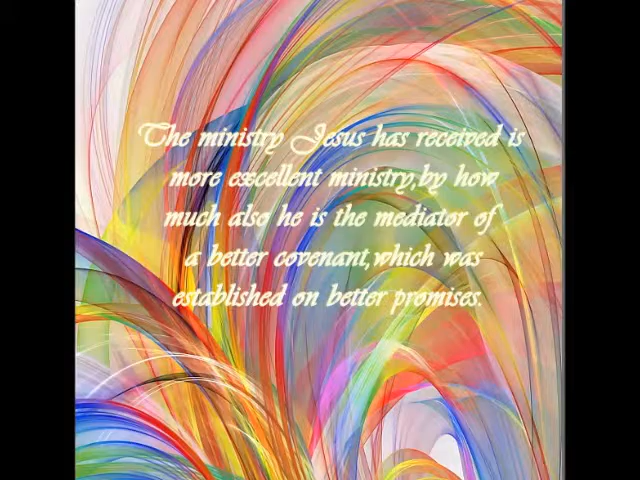 The ministry Jesus has received is
more excellent ministry,by how
much also he is the mediator of
a better covenant,which was
established on better promises.